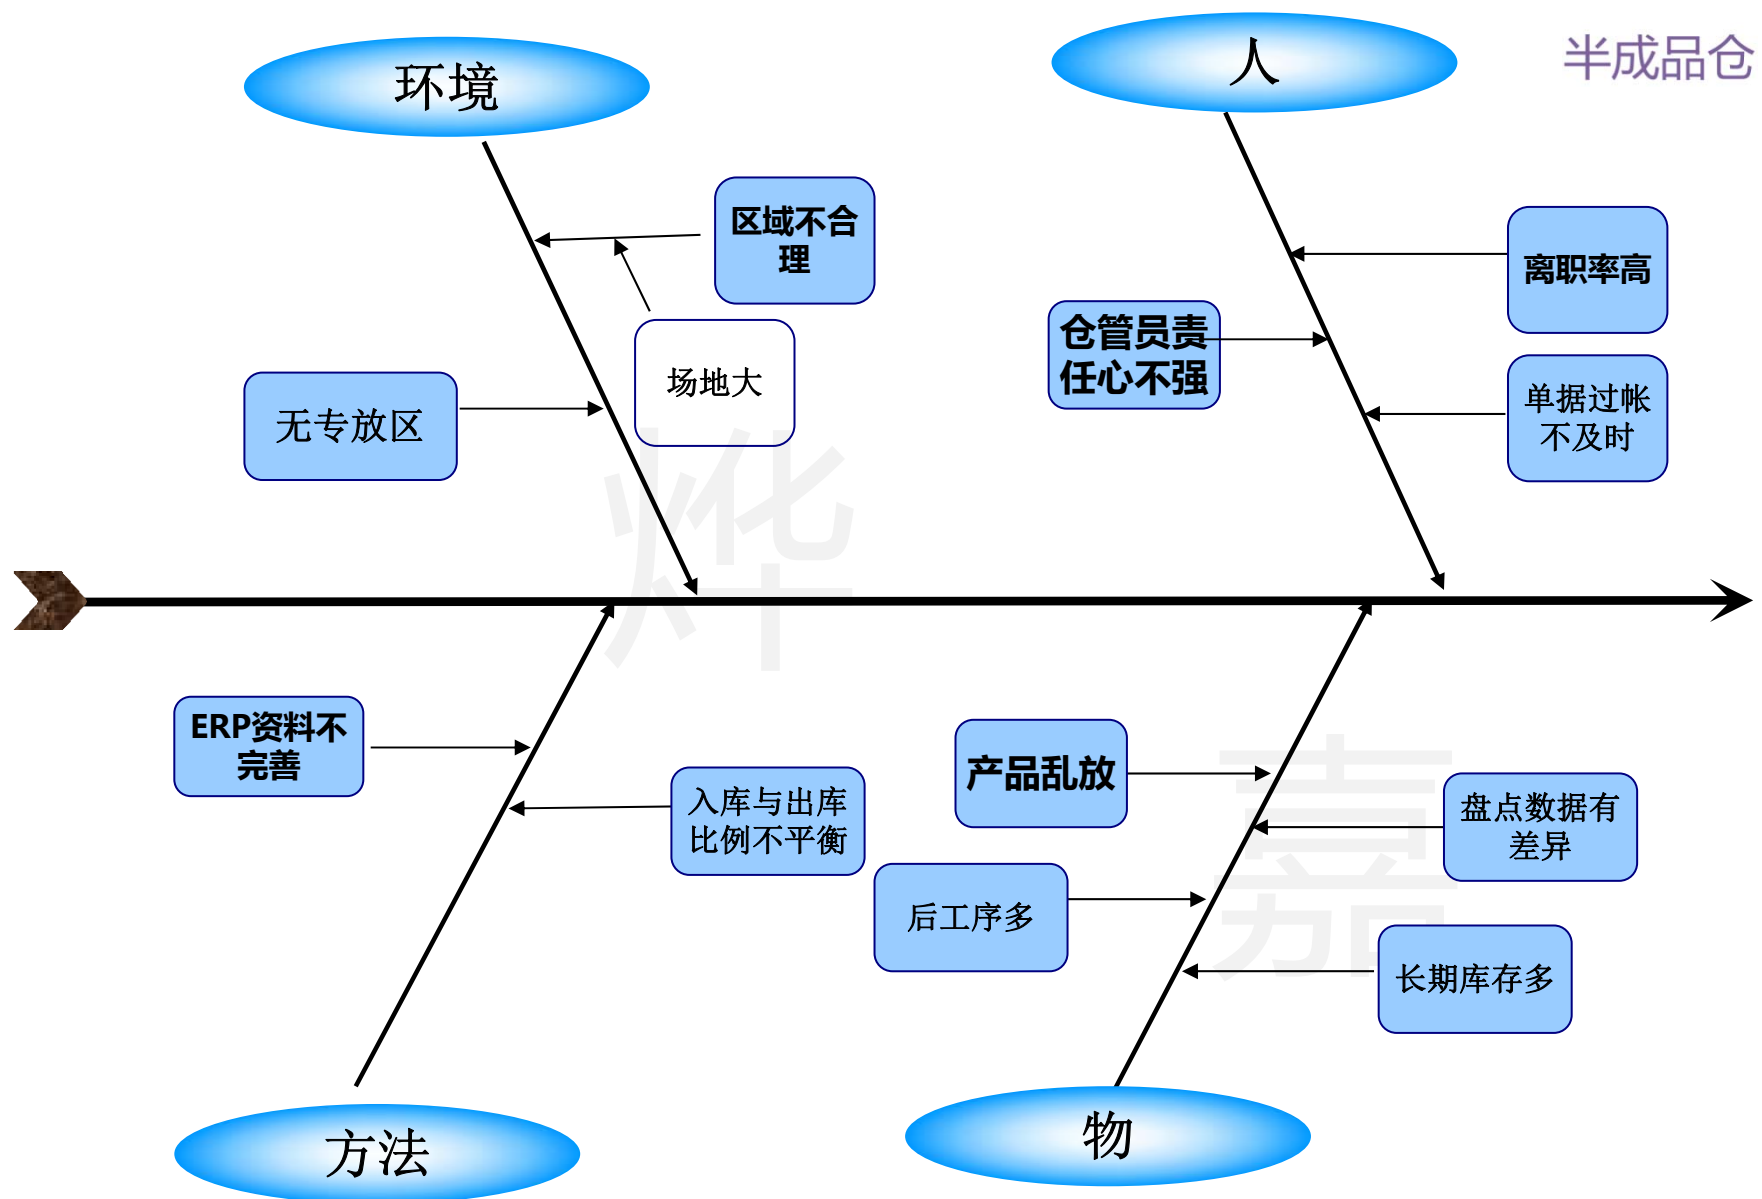 环境
人
半成品仓
区域不合
理
离职率高
仓管员责
任心不强
场地大
单据过帐
不及时
无专放区
烨
ERP资料不
完善
入库与出库
比例不平衡
产品乱放
嘉
盘点数据有
差异
后工序多
长期库存多
方法
物